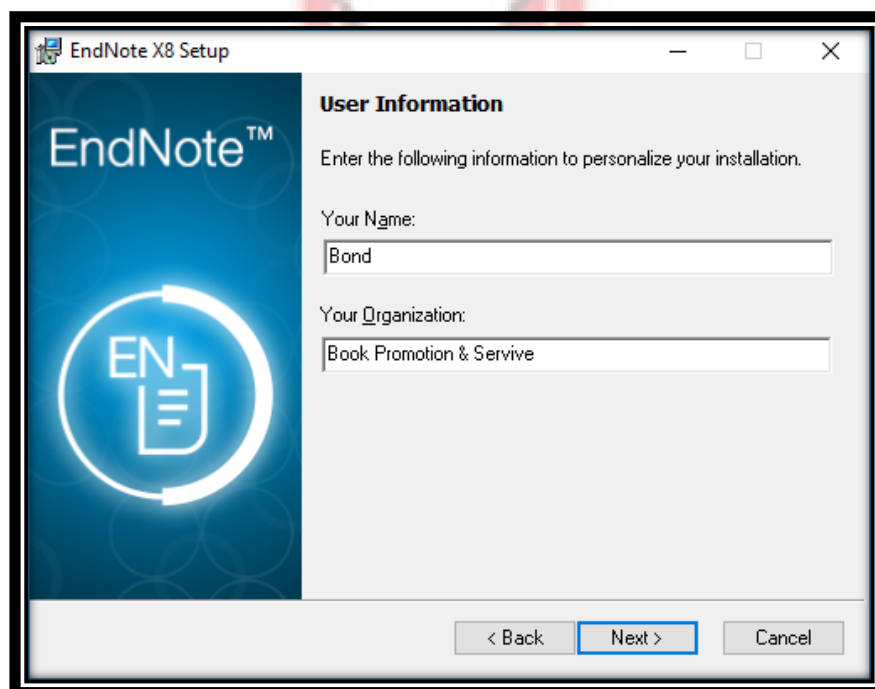 EndNote X8 Setup
EndNote™
User Information
Enter the following information to personalize your installation.
Your Name:
Bond
Your Organization:
Book Promotion & Servive
EN
< Back
Next >
Cancel